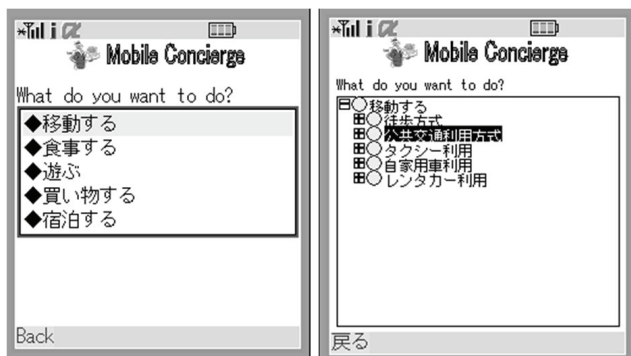 i α
Mobile Concierge
What do you want to do?
◆移動する
◆食事する
◆遊ぶ
◆買い物する
◆宿泊する
Back
i α
Mobile Concierge
What do you want to do?
移動する
徒歩方式
公共交通利用方式
タクシー利用
自家用車利用
レンタカー利用
戻る